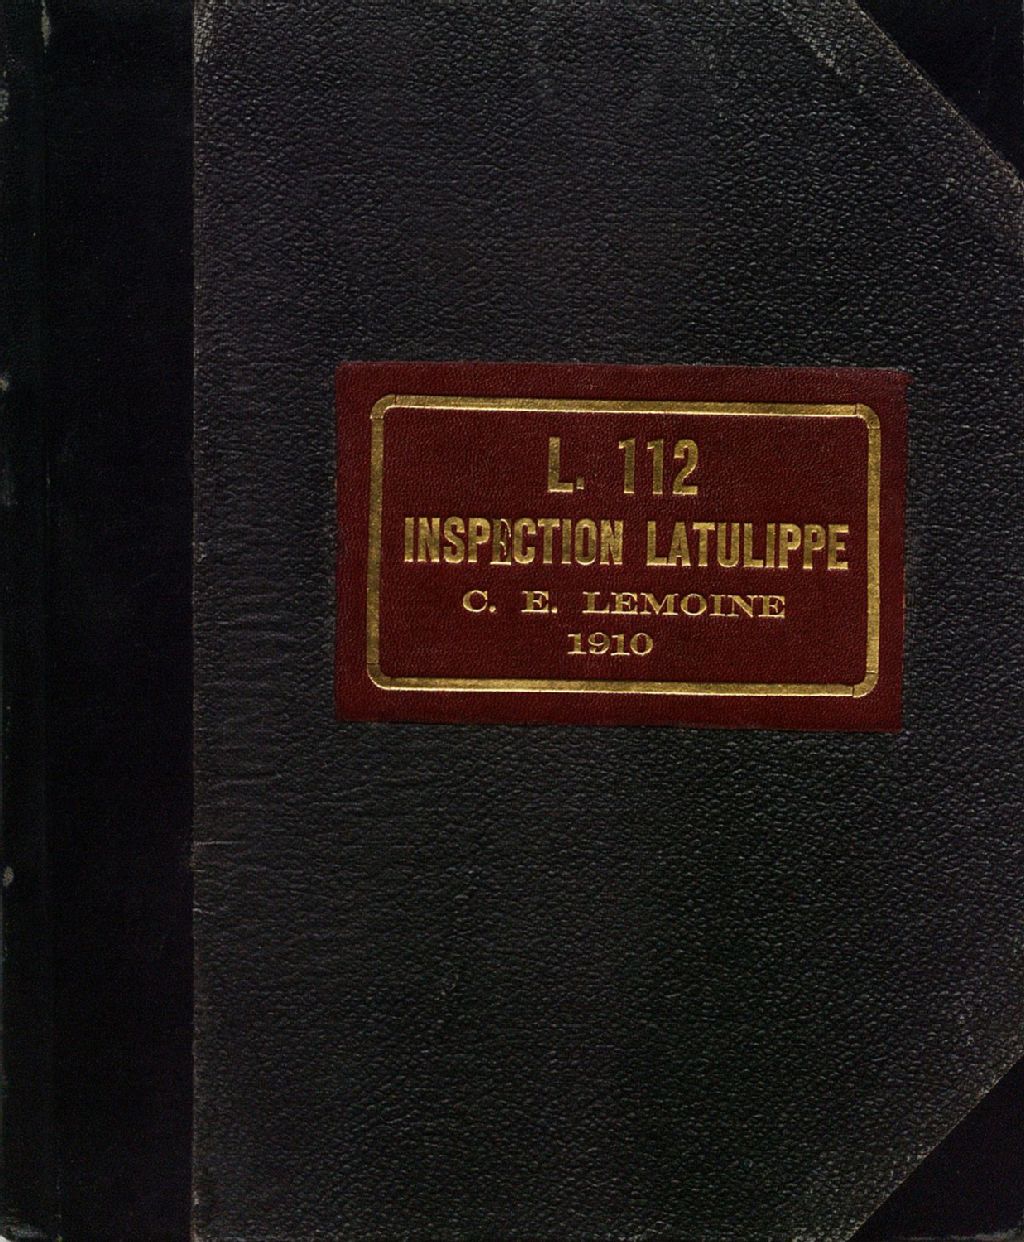 L. 112
INSPECTION LATULIPPE
C. E. LEMOINE
1910